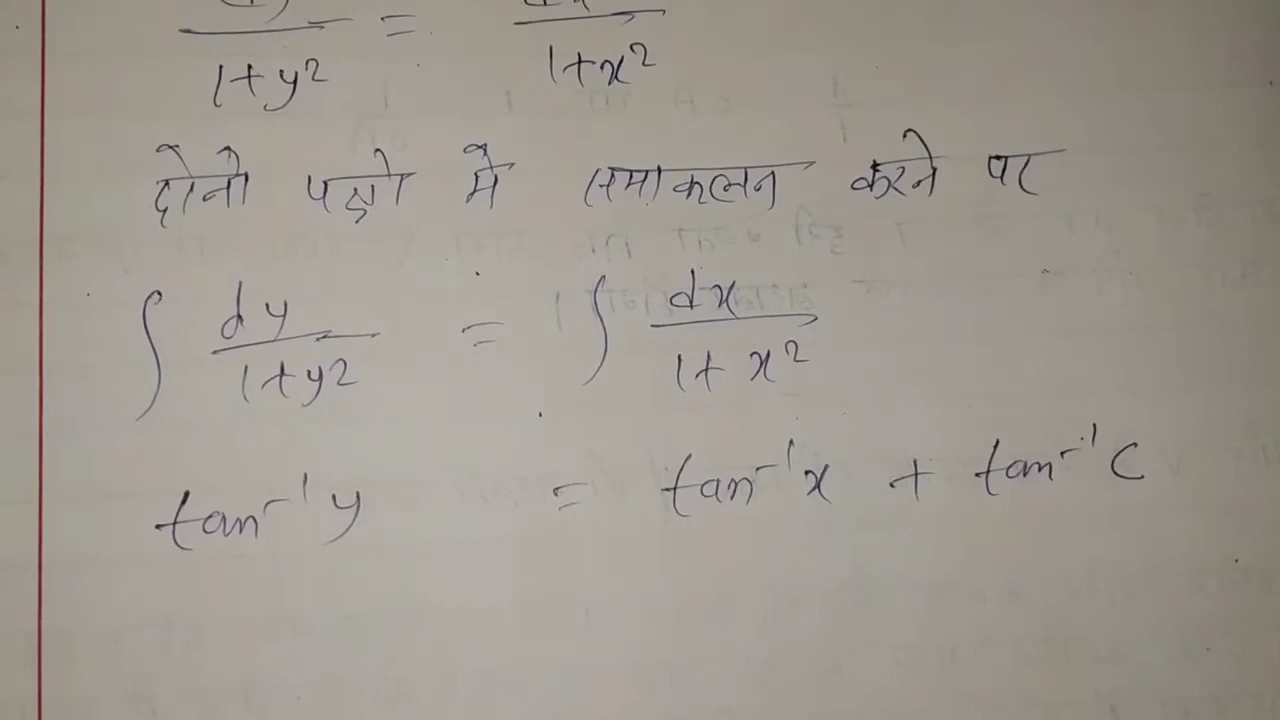 1+y² = 1+x²
दोनो पक्षो मे समाकलन करने पर
∫ dy/1+y² = ∫ dx/1+x²
tan⁻¹y = tan⁻¹x + tan⁻¹c